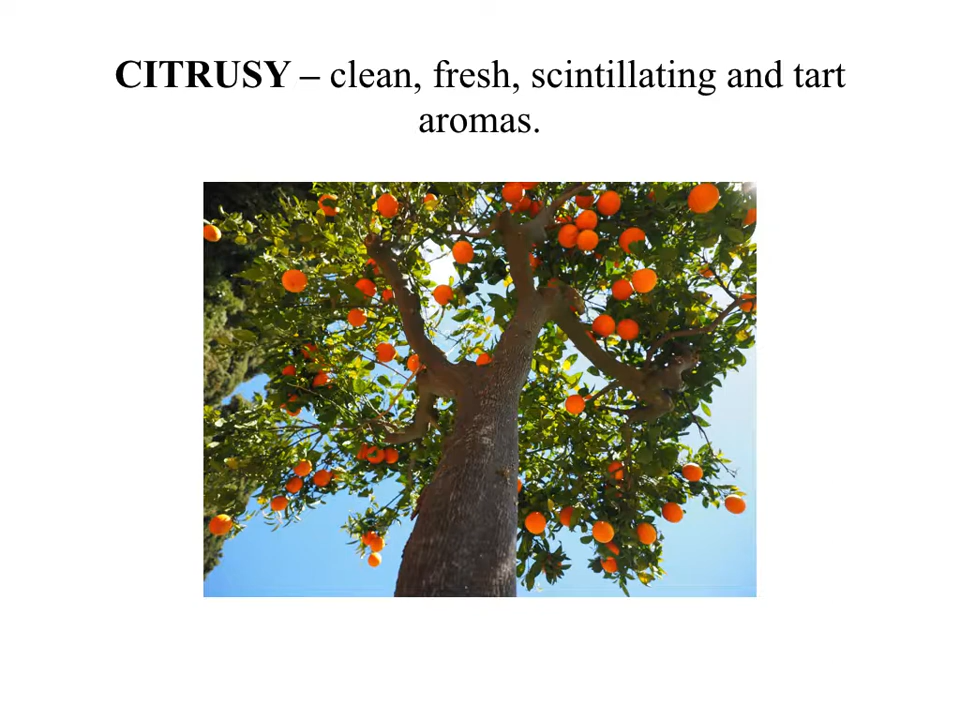 CITRUSY – clean, fresh, scintillating and tart
aromas.